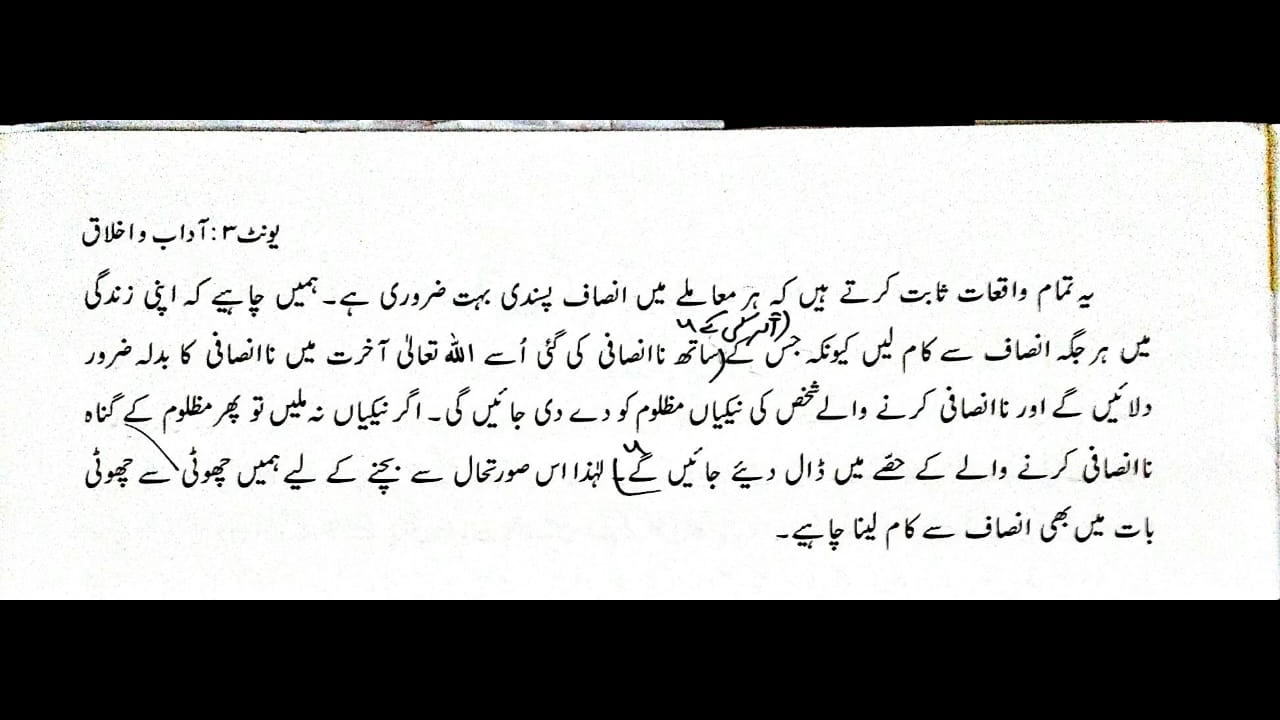 یونٹ ۳: آداب و اخلاق
یہ تمام واقعات ثابت کرتے ہیں کہ ہر معاملے میں انصاف پسندی بہت ضروری ہے۔ ہمیں چاہیے کہ اپنی زندگی
میں ہر جگہ انصاف سے کام لیں کیونکہ جس کے ساتھ ناانصافی کی گئی اُسے اللہ تعالیٰ آخرت میں ناانصافی کا بدلہ ضرور
دلائیں گے اور ناانصافی کرنے والے شخص کی نیکیاں مظلوم کو دے دی جائیں گی۔ اگر نیکیاں نہ ملیں تو پھر مظلوم کے گناہ
ناانصافی کرنے والے کے حصّے میں ڈال دیئے جائیں گے۔ لہٰذا اس صورتحال سے بچنے کے لیے ہمیں چھوٹی سے چھوٹی
بات میں بھی انصاف سے کام لینا چاہیے۔